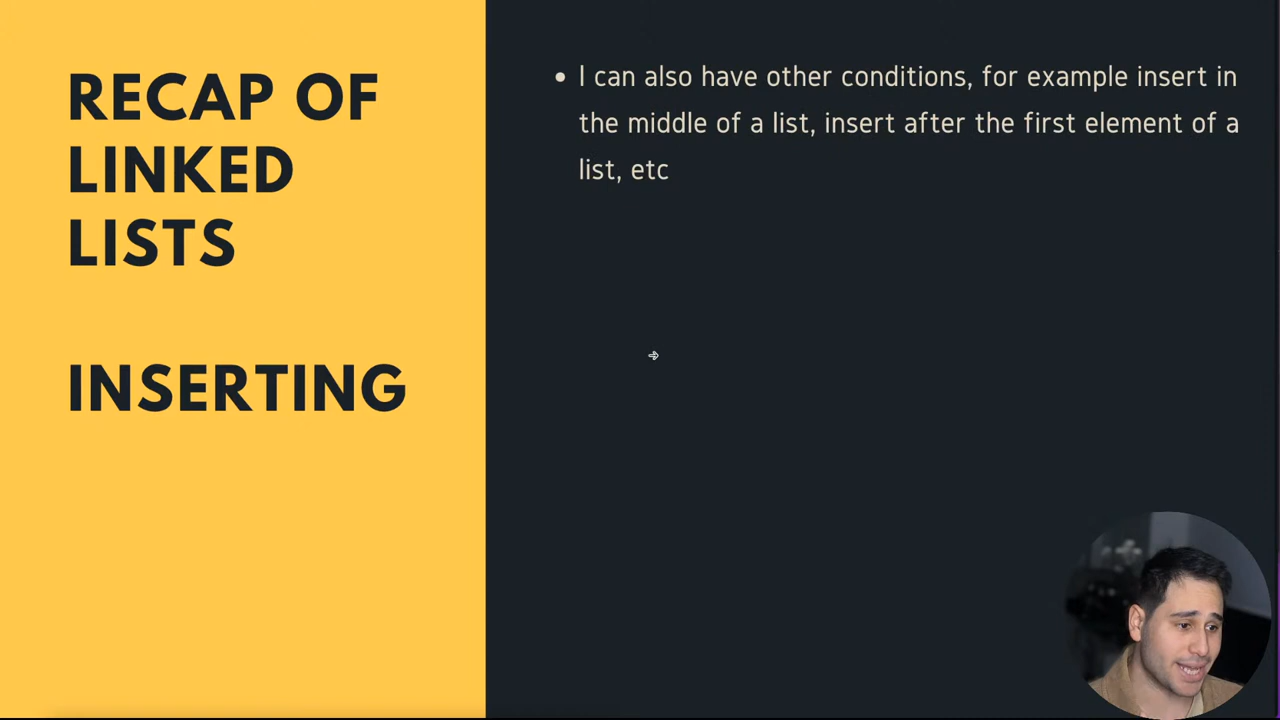 RECAP OF
LINKED
LISTS
INSERTING
• I can also have other conditions, for example insert in
the middle of a list, insert after the first element of a
list, etc